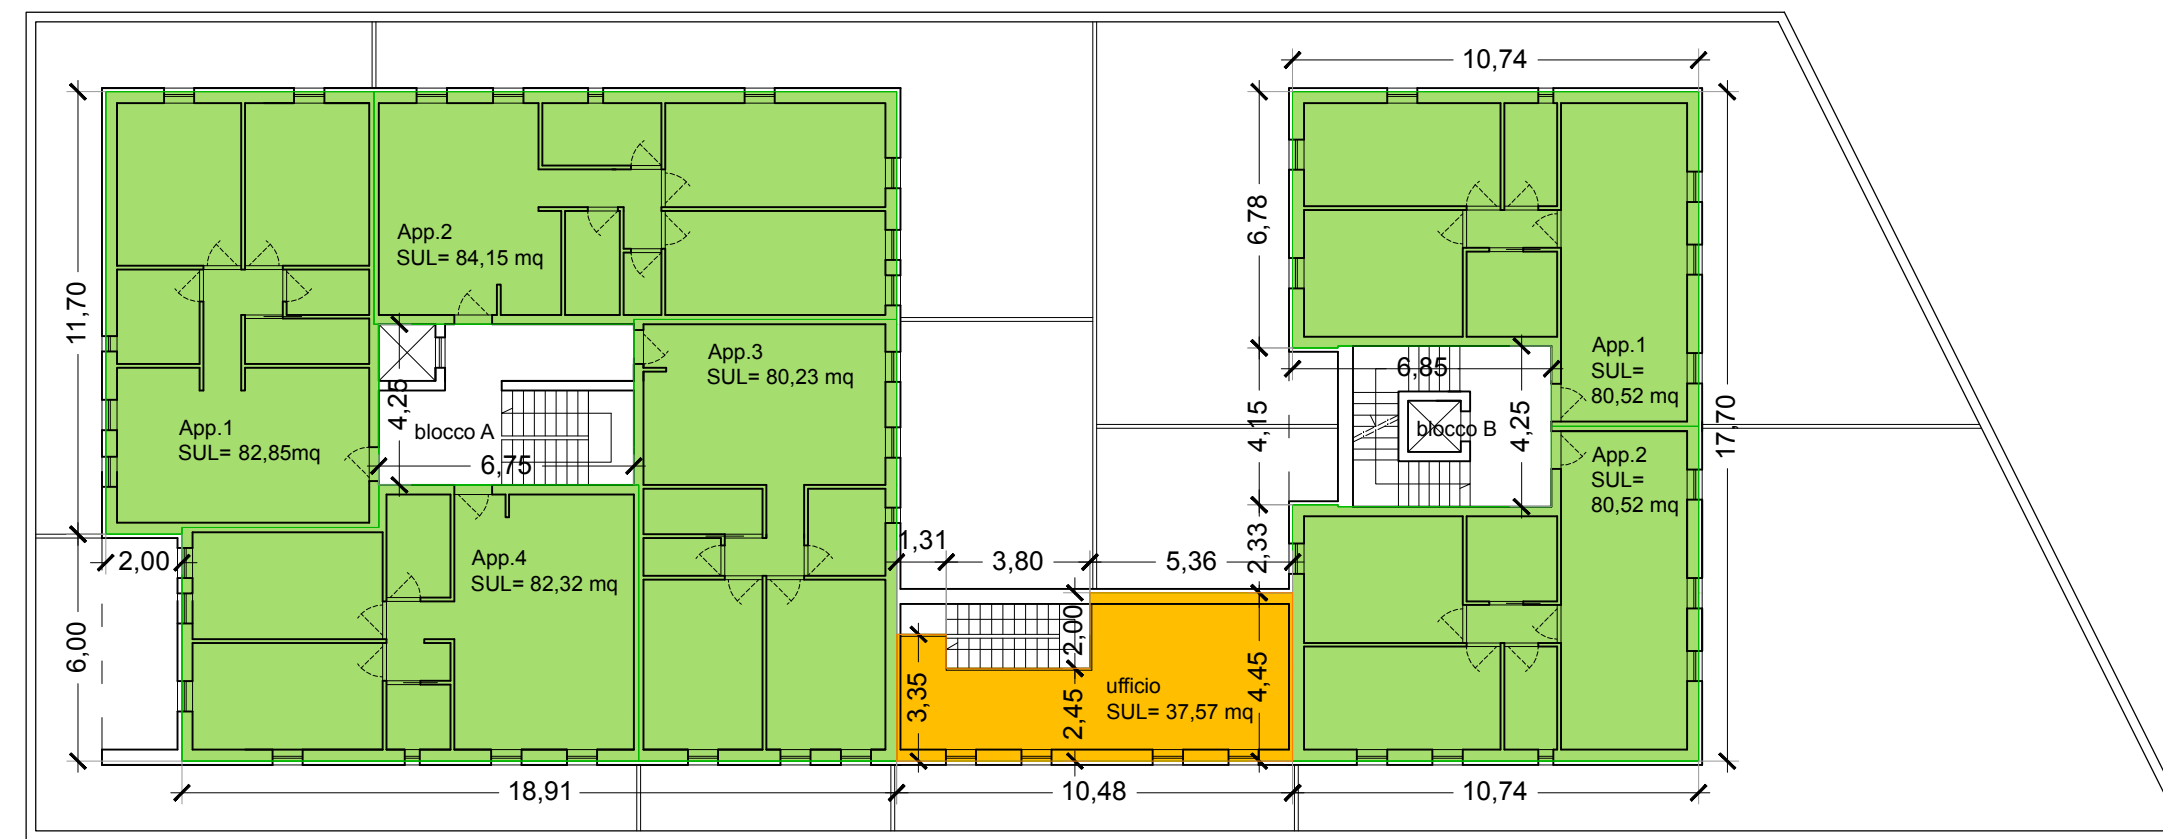 10,74
App.2
SUL= 84,15 mq
6,78
11,70
App.3
SUL= 80,23 mq
App.1
SUL=
80,52 mq
6,85
4,25
App.1
SUL= 82,85mq
blocco A
6,75
4,15
blocco B
4,25
17,70
App.2
SUL=
80,52 mq
2,00
App.4
SUL= 82,32 mq
1,31
3,80
5,36
2,33
6,00
2,00
3,35
2,45
ufficio
SUL= 37,57 mq
4,45
18,91
10,48
10,74